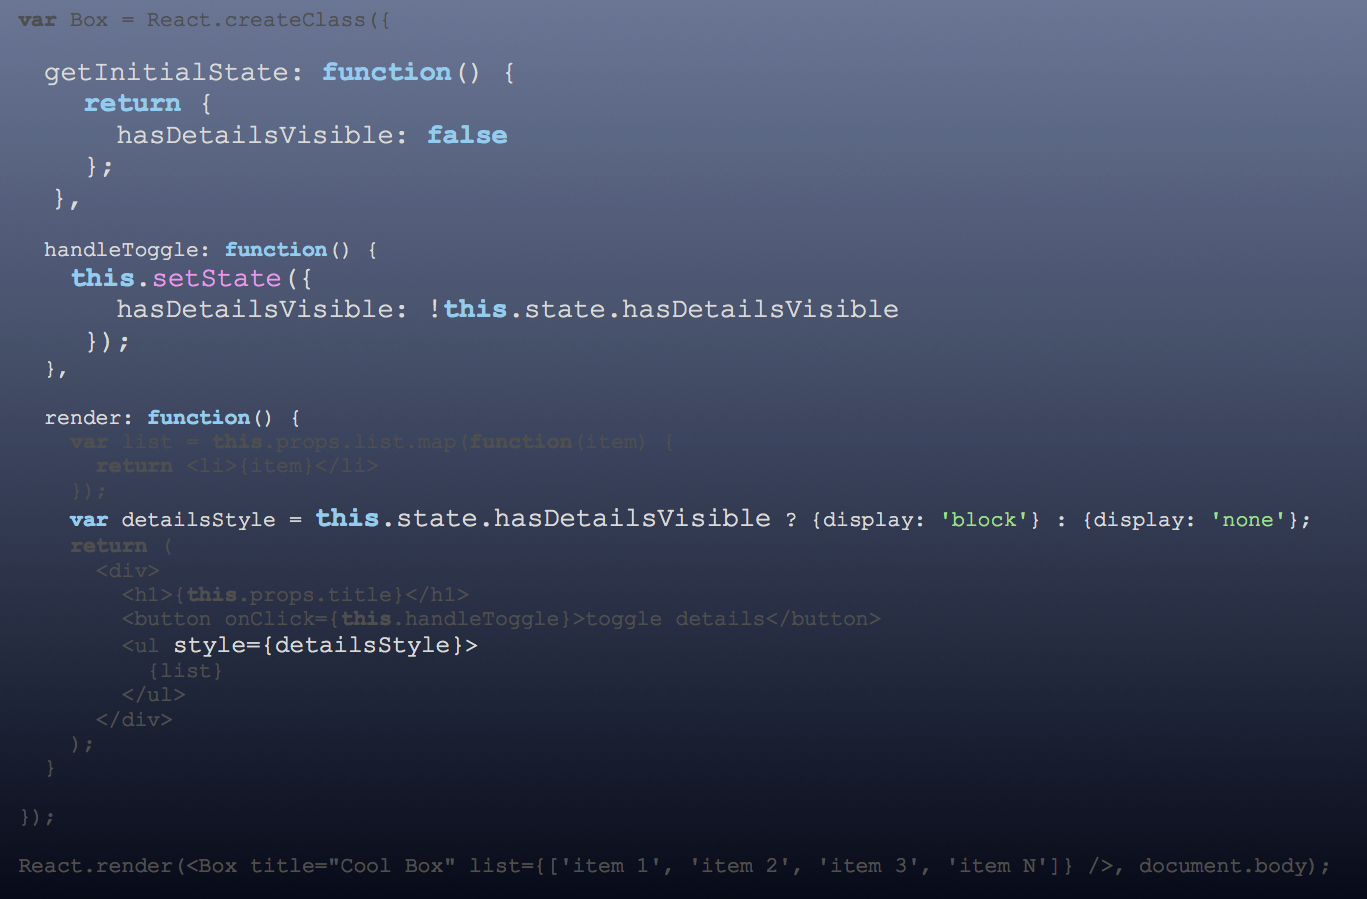 var Box = React.createClass({
getInitialState: function() {
return {
hasDetailsVisible: false
};
},
handleToggle: function() {
this.setState({
hasDetailsVisible: !this.state.hasDetailsVisible
});
},
render: function() {
var list = this.props.list.map(function(item) {
return <li>{item}</li>
});
var detailsStyle = this.state.hasDetailsVisible ? {display: 'block'} : {display: 'none'};
return (
<div>
<h1>{this.props.title}</h1>
<button onClick={this.handleToggle}>toggle details</button>
<ul style={detailsStyle}>
{list}
</ul>
</div>
);
}
});
React.render(<Box title="Cool Box" list={['item 1', 'item 2', 'item 3', 'item N']} />, document.body);